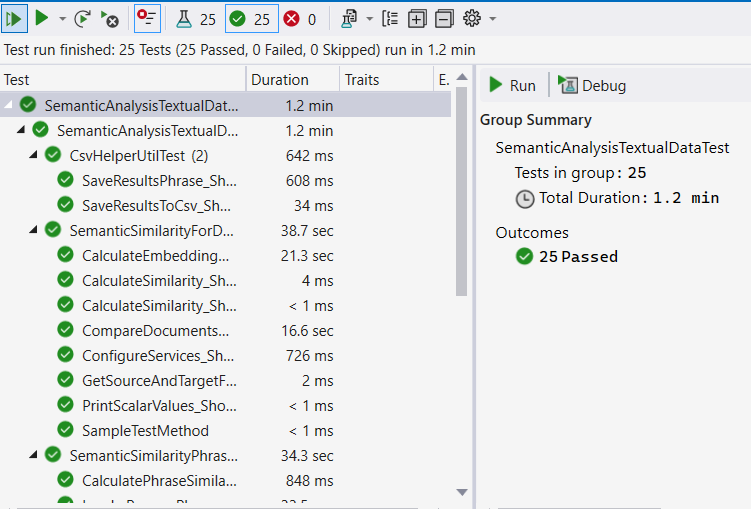 25 25 0
Test run finished: 25 Tests (25 Passed, 0 Failed, 0 Skipped) run in 1.2 min
Test Duration Traits E.
SemanticAnalysisTextualDat... 1.2 min
SemanticAnalysisTextualD... 1.2 min
CsvHelperUtilTest (2) 642 ms
SaveResultsPhrase_Sh... 608 ms
SaveResultsToCsv_Sh... 34 ms
SemanticSimilarityForD... 38.7 sec
CalculateEmbedding... 21.3 sec
CalculateSimilarity_Sh... 4 ms
CalculateSimilarity_Sh... < 1 ms
CompareDocuments... 16.6 sec
ConfigureServices_Sh... 726 ms
GetSourceAndTargetF... 2 ms
PrintScalarValues_Sho... < 1 ms
SampleTestMethod < 1 ms
SemanticSimilarityPhras... 34.3 sec
CalculatePhraseSimila... 848 ms
Run Debug
Group Summary
SemanticAnalysisTextualDataTest
Tests in group: 25
Total Duration: 1.2 min
Outcomes
25 Passed